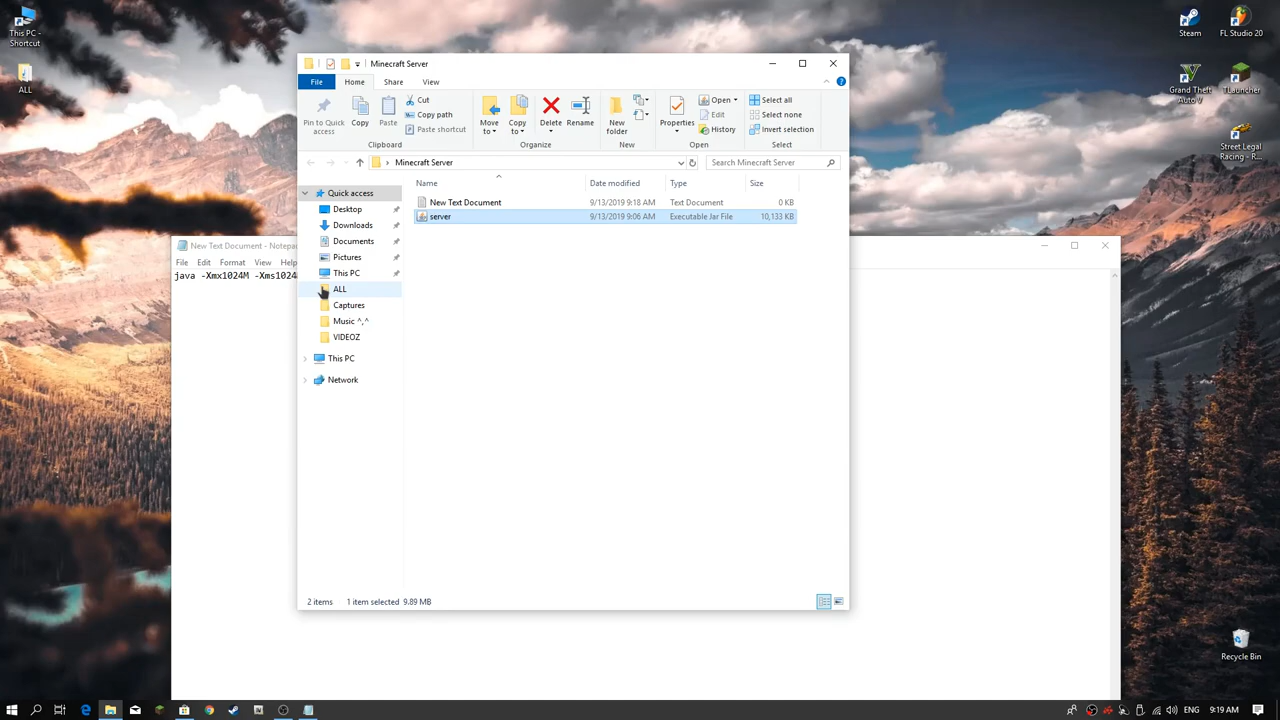 This PC - Shortcut
ALL
Steam
FL Studio 20
Grand Theft Auto V
TLauncher
Street Legal Racing - R...
Recycle Bin
Minecraft Server
File Home Share View
Pin to Quick access
Copy
Paste
Cut
Copy path
Paste shortcut
Clipboard
Move to
Copy to
Delete
Rename
Organize
New folder
New
Properties
Open
Edit
History
Open
Select all
Select none
Invert selection
Select
Minecraft Server
Search Minecraft Server
Name Date modified Type Size
New Text Document 9/13/2019 9:18 AM Text Document 0 KB
server 9/13/2019 9:06 AM Executable Jar File 10,133 KB
Quick access
Desktop
Downloads
Documents
Pictures
This PC
ALL
Captures
Music ^,^
VIDEOZ
This PC
Network
2 items 1 item selected 9.89 MB
New Text Document - Notepa
File Edit Format View Help
java -Xmx1024M -Xms1024
ENG 9:19 AM